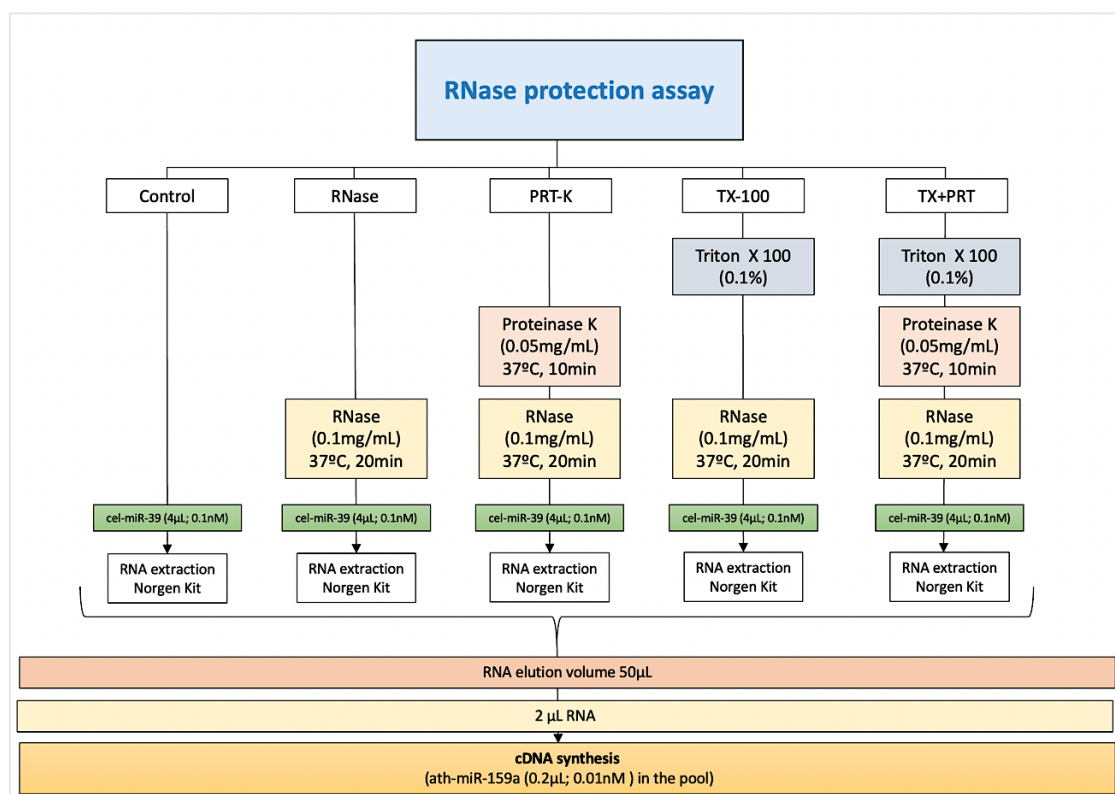 RNase protection assay
Control
RNase
PRT-K
TX-100
TX+PRT
Triton X 100
(0.1%)
Triton X 100
(0.1%)
Proteinase K
(0.05mg/mL)
37ºC, 10min
Proteinase K
(0.05mg/mL)
37ºC, 10min
RNase
(0.1mg/mL)
37ºC, 20min
RNase
(0.1mg/mL)
37ºC, 20min
RNase
(0.1mg/mL)
37ºC, 20min
RNase
(0.1mg/mL)
37ºC, 20min
cel-miR-39 (4µL; 0.1nM)
cel-miR-39 (4µL; 0.1nM)
cel-miR-39 (4µL; 0.1nM)
cel-miR-39 (4µL; 0.1nM)
cel-miR-39 (4µL; 0.1nM)
RNA extraction
Norgen Kit
RNA extraction
Norgen Kit
RNA extraction
Norgen Kit
RNA extraction
Norgen Kit
RNA extraction
Norgen Kit
RNA elution volume 50µL
2 µL RNA
cDNA synthesis
(ath-miR-159a (0.2µL; 0.01nM ) in the pool)